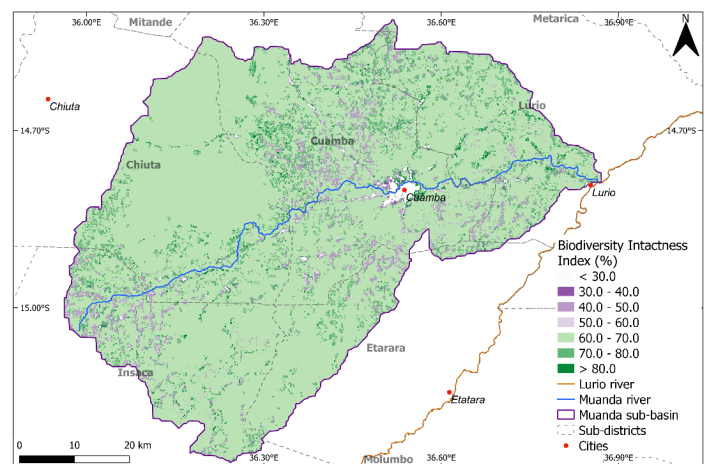 36.00°E 36.30°E 36.60°E 36.90°E
Mitande
Metarica
N
Chiuta
Lurio
14.70°S
14.70°S
Cuamba
Chiuta
Cuamba
Lurio
Biodiversity Intactness
Index (%)
< 30.0
30.0 - 40.0
40.0 - 50.0
50.0 - 60.0
60.0 - 70.0
70.0 - 80.0
> 80.0
Lurio river
Muanda river
Muanda sub-basin
Sub-districts
Cities
15.00°S
Etarara
Insaca
Etatara
0 10 20 km
Molumbo
36.30°E 36.60°E 36.90°E